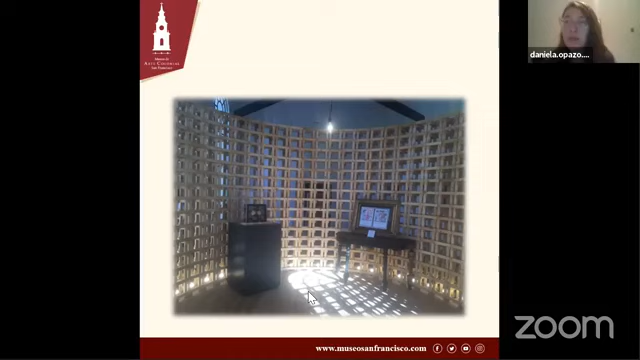 Museo de
ARTE COLONIAL
San Francisco
daniela.opazo....
www.museosanfrancisco.com
zoom